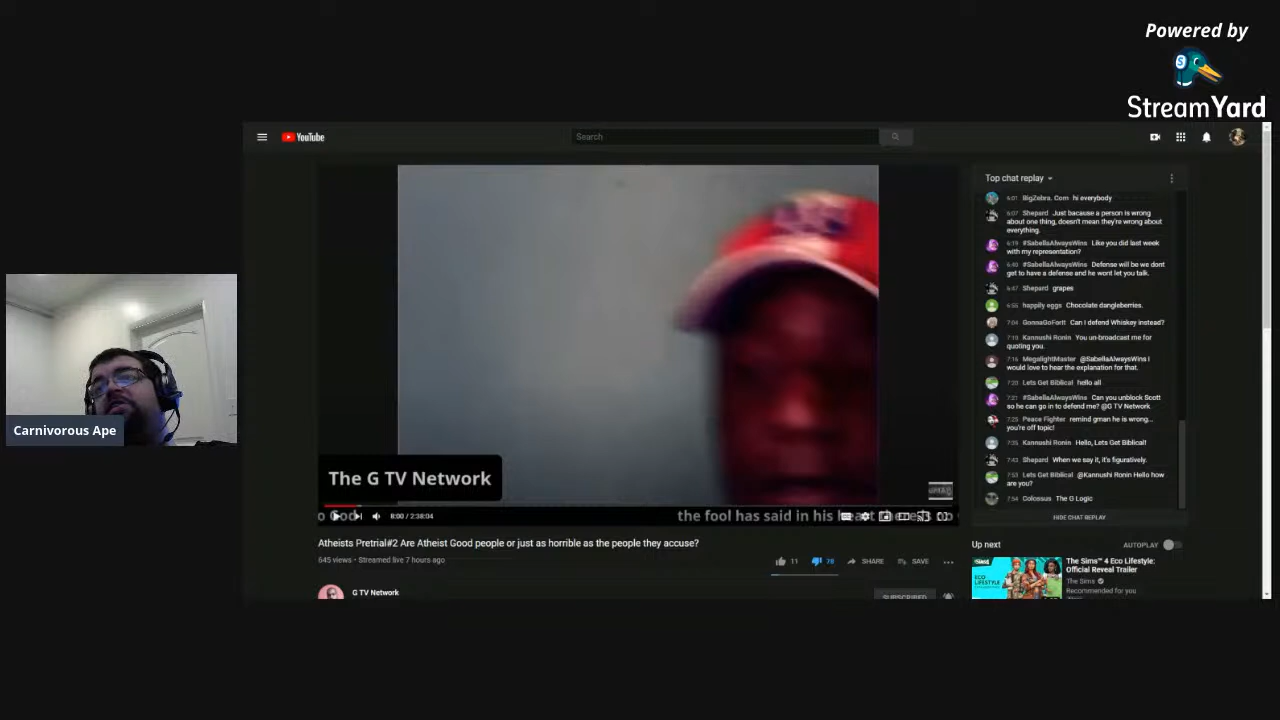 Powered by
StreamYard
YouTube
Search
Top chat replay
6:01 BigZebra. Com hi everybody
6:07 Shepard Just bacause a person is wrong
about one thing, doesn't mean they're wrong about
everything.
6:19 #SabellaAlwaysWins Like you did last week
with my representation?
6:40 #SabellaAlwaysWins Defense will be we dont
get to have a defense and he wont let you talk.
6:47 Shepard grapes
6:55 happily eggs Chocolate dangleberries.
7:04 GonnaGoFort! Can I defend Whiskey instead?
7:10 Kannushi Ronin You un-broadcast me for
quoting you.
7:16 MegalightMaster @SabellaAlwaysWins I
would love to hear the explanation for that.
7:20 Lets Get Biblical hello all
7:21 #SabellaAlwaysWins Can you unblock Scott
so he can go in to defend me? @G TV Network
7:25 Peace Fighter remind gman he is wrong...
you're off topic!
7:35 Kannushi Ronin Hello, Lets Get Biblical!
7:43 Shepard When we say it, it's figuratively.
7:53 Lets Get Biblical @Kannushi Ronin Hello how
are you?
7:54 Colossus The G Logic
HIDE CHAT REPLAY
Carnivorous Ape
The G TV Network
o God
8:00 / 2:38:04
the fool has said in his heart
Atheists Pretrial#2 Are Atheist Good people or just as horrible as the people they accuse?
645 views • Streamed live 7 hours ago
11
70
SHARE
SAVE
G TV Network
SUBSCRIBED
Up next
AUTOPLAY
The Sims™ 4 Eco Lifestyle:
Official Reveal Trailer
The Sims
Recommended for you